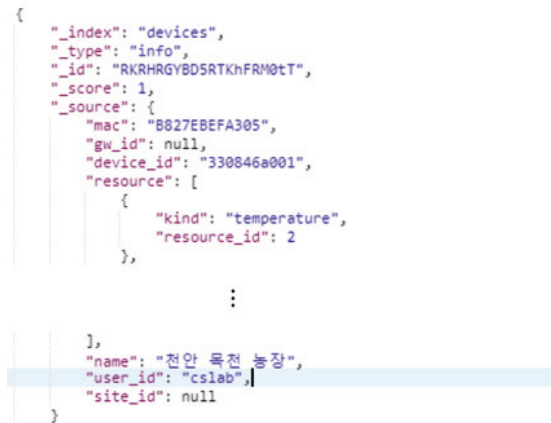 {
"_index": "devices",
"_type": "info",
"_id": "RKRHRGYBD5RTKhFRM0tT",
"_score": 1,
"_source": {
"mac": "B827EBEFA305",
"gw_id": null,
"device_id": "330846a001",
"resource": [
{
"kind": "temperature",
"resource_id": 2
},
⋮
],
"name": "천안 목천 농장",
"user_id": "cslab",
"site_id": null
}